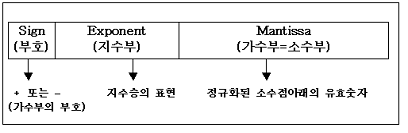 Sign Exponent Mantissa
(부호) (지수부) (가수부=소수부)
+ 또는 - 지수승의 표현 정규화된 소수점아래의 유효숫자
(가수부의 부호)